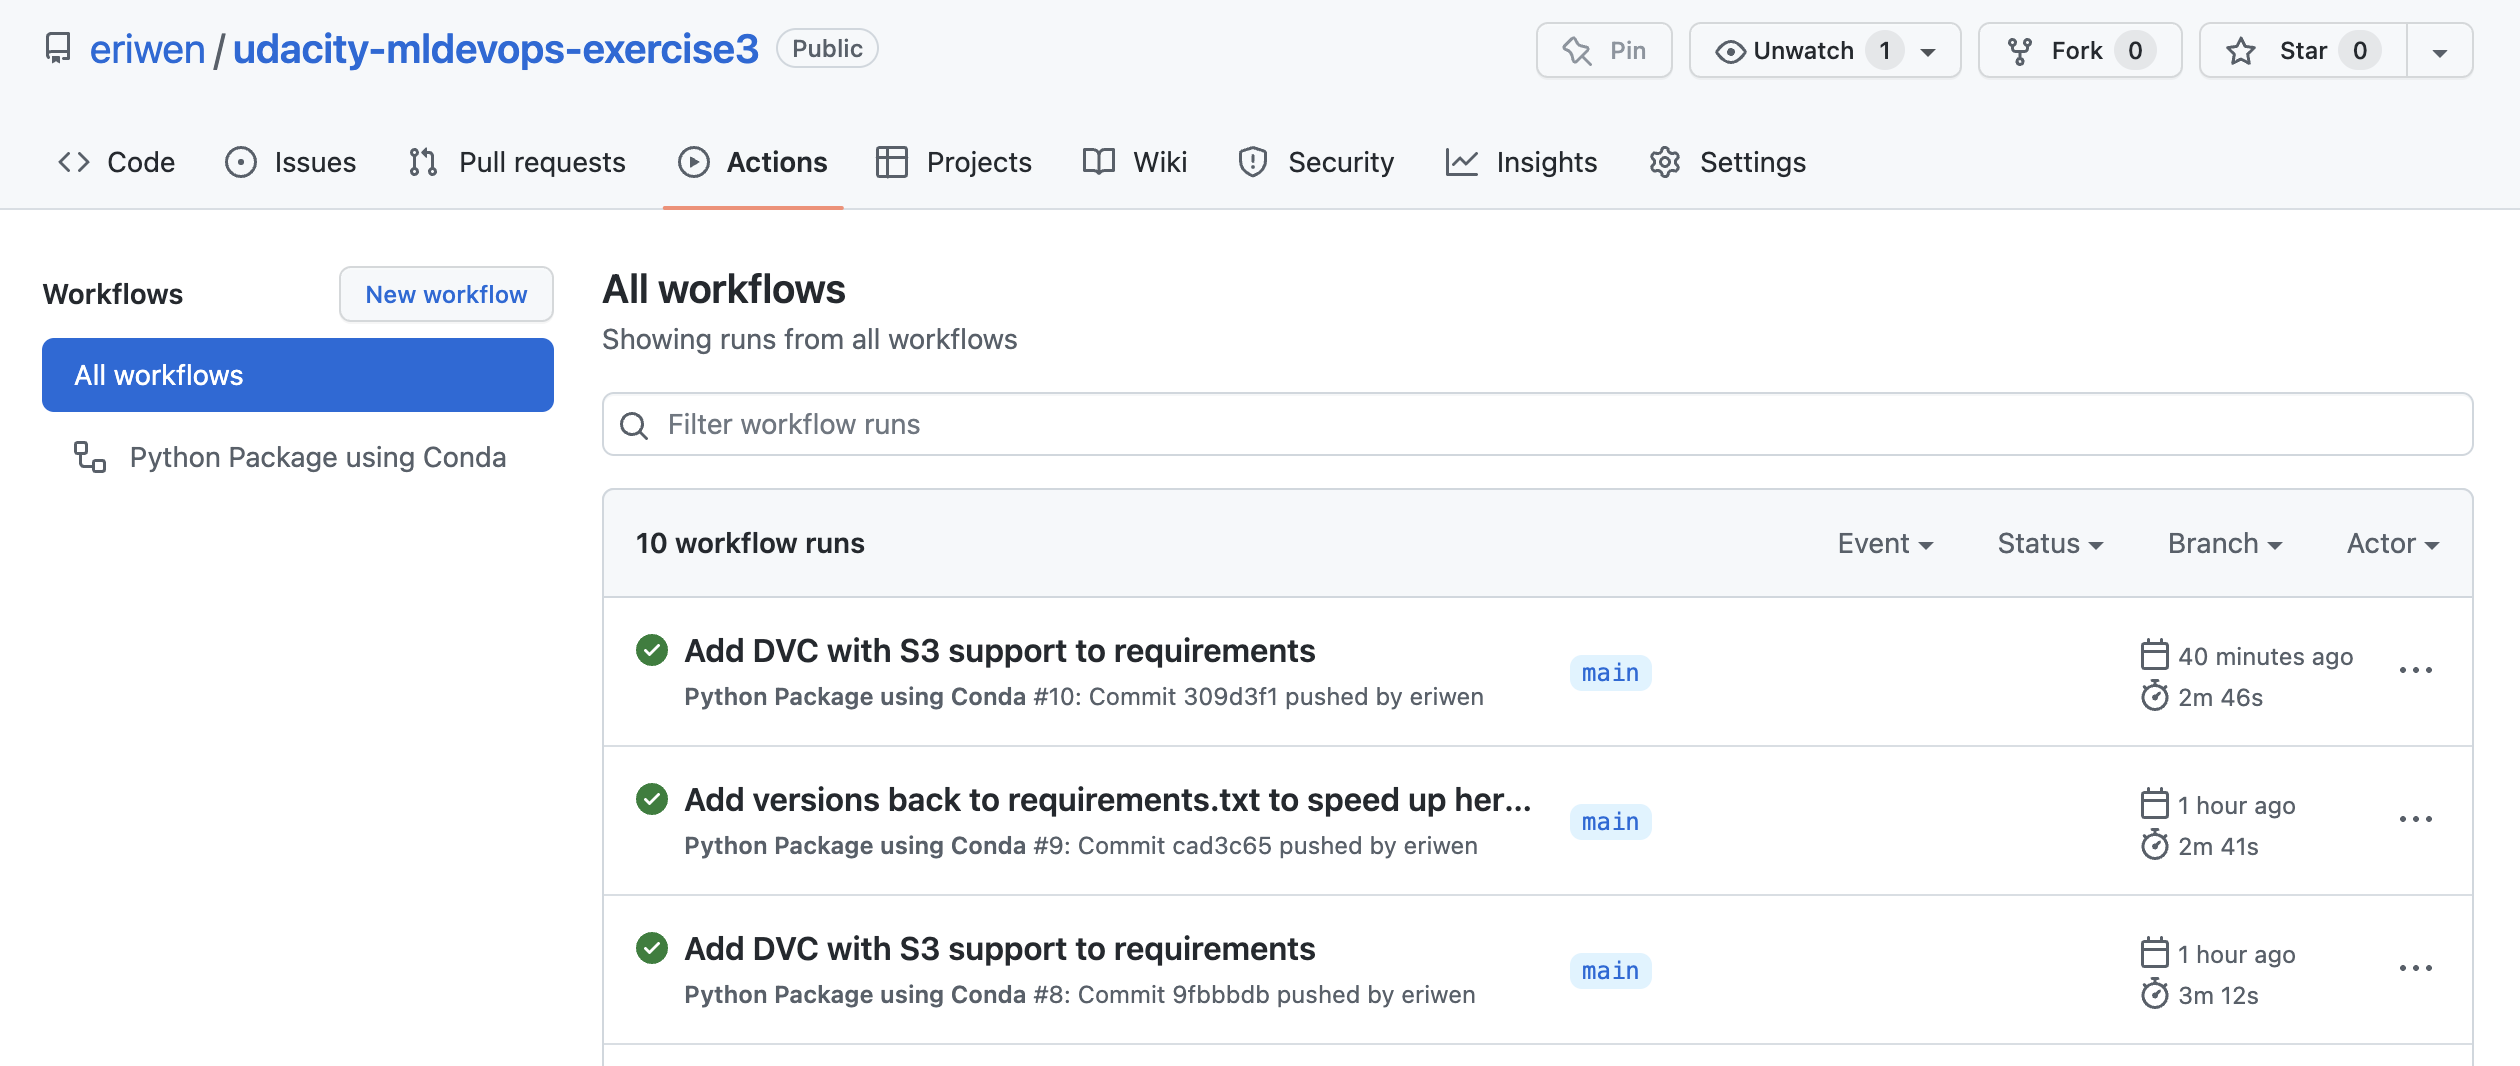 eriwen / udacity-mldevops-exercise3 Public
Pin Unwatch 1 Fork 0 Star 0
Code Issues Pull requests Actions Projects Wiki Security Insights Settings
Workflows New workflow
All workflows
Python Package using Conda
All workflows
Showing runs from all workflows
Filter workflow runs
10 workflow runs Event Status Branch Actor
Add DVC with S3 support to requirements
Python Package using Conda #10: Commit 309d3f1 pushed by eriwen
main
40 minutes ago
2m 46s
Add versions back to requirements.txt to speed up her...
Python Package using Conda #9: Commit cad3c65 pushed by eriwen
main
1 hour ago
2m 41s
Add DVC with S3 support to requirements
Python Package using Conda #8: Commit 9fbbbdb pushed by eriwen
main
1 hour ago
3m 12s